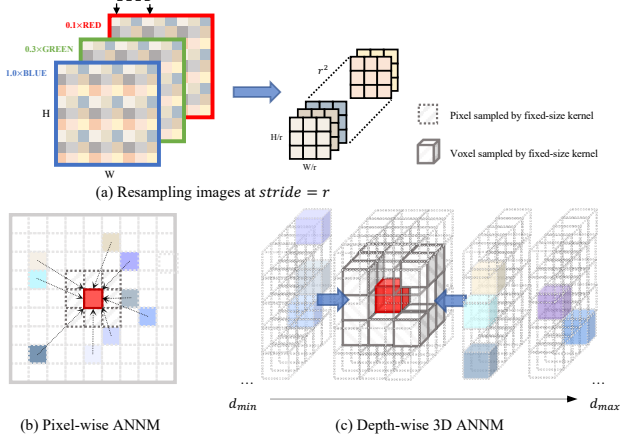 0.1×RED
0.3×GREEN
1.0×BLUE
H
W
r²
H/r
W/r
Pixel sampled by fixed-size kernel
Voxel sampled by fixed-size kernel
(a) Resampling images at stride = r
... ...
d_min d_max
(b) Pixel-wise ANNM (c) Depth-wise 3D ANNM